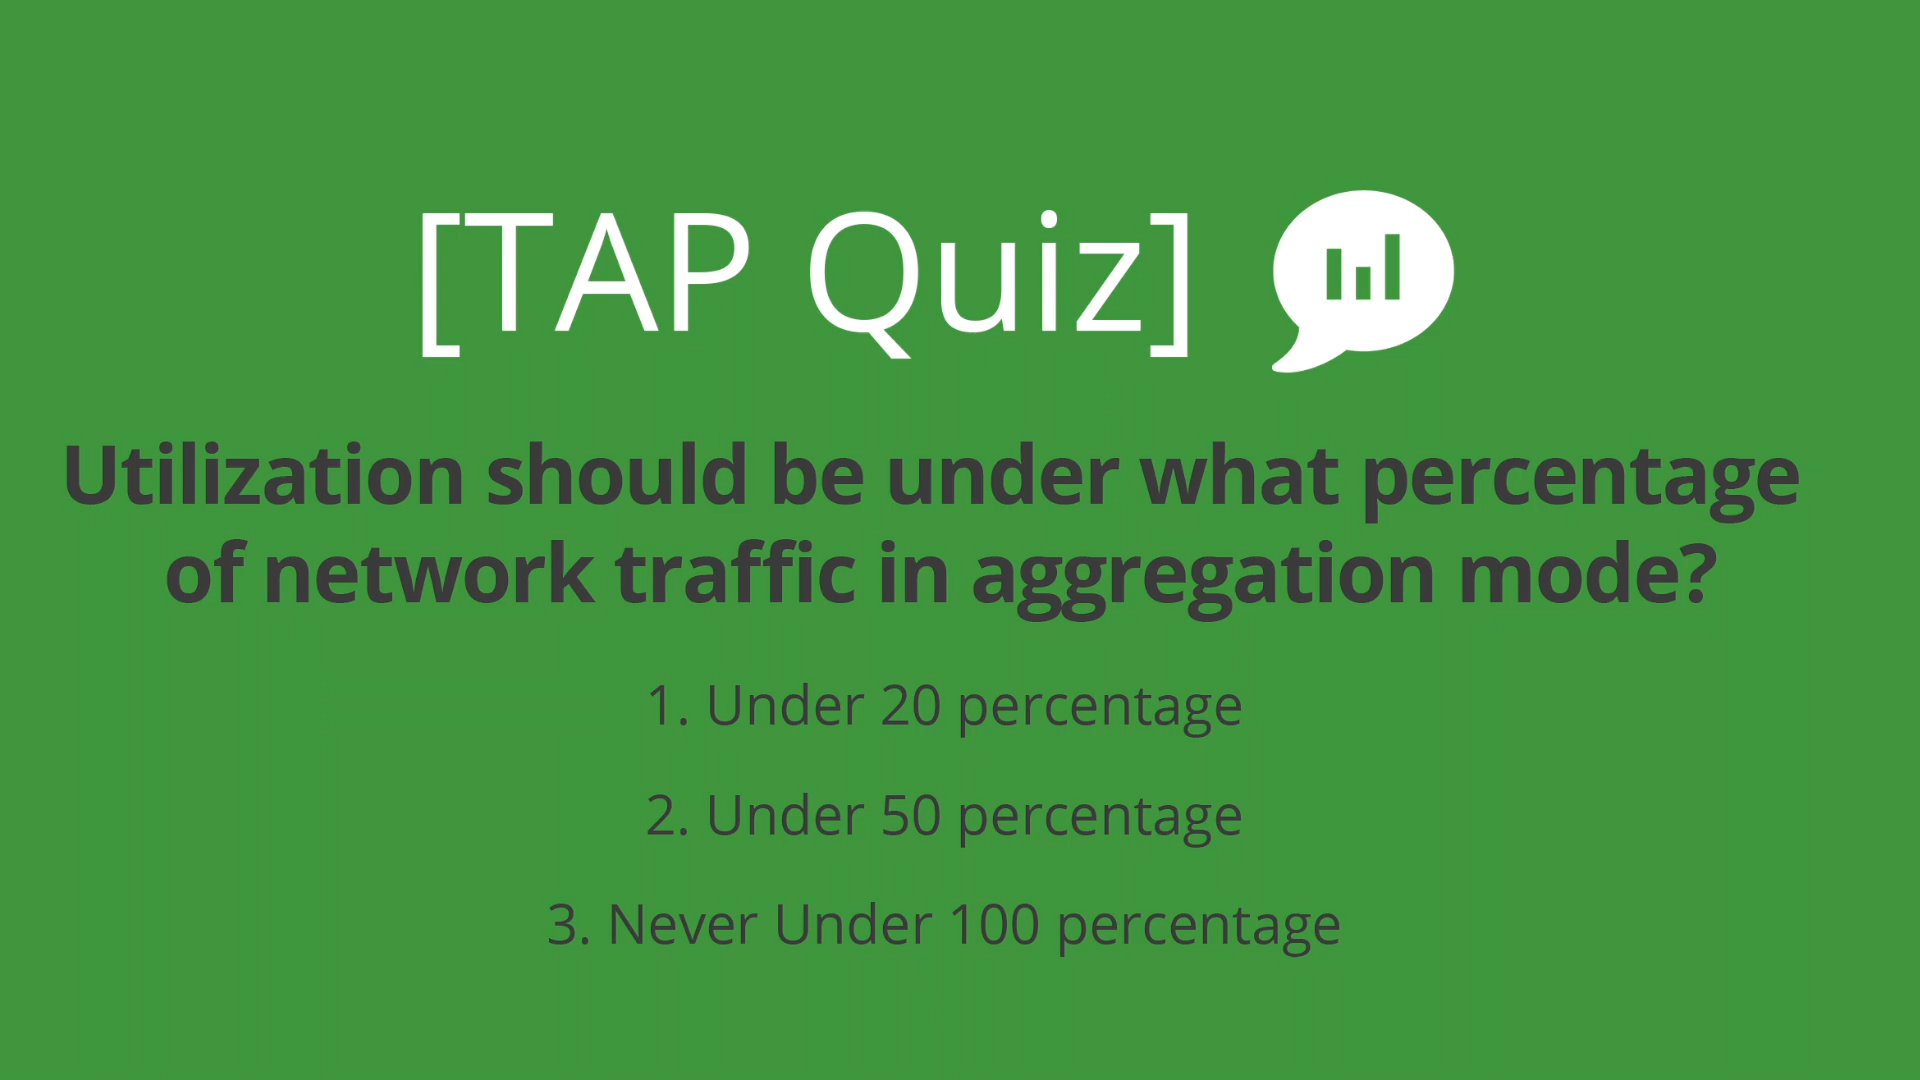 [TAP Quiz]
Utilization should be under what percentage
of network traffic in aggregation mode?
1. Under 20 percentage
2. Under 50 percentage
3. Never Under 100 percentage